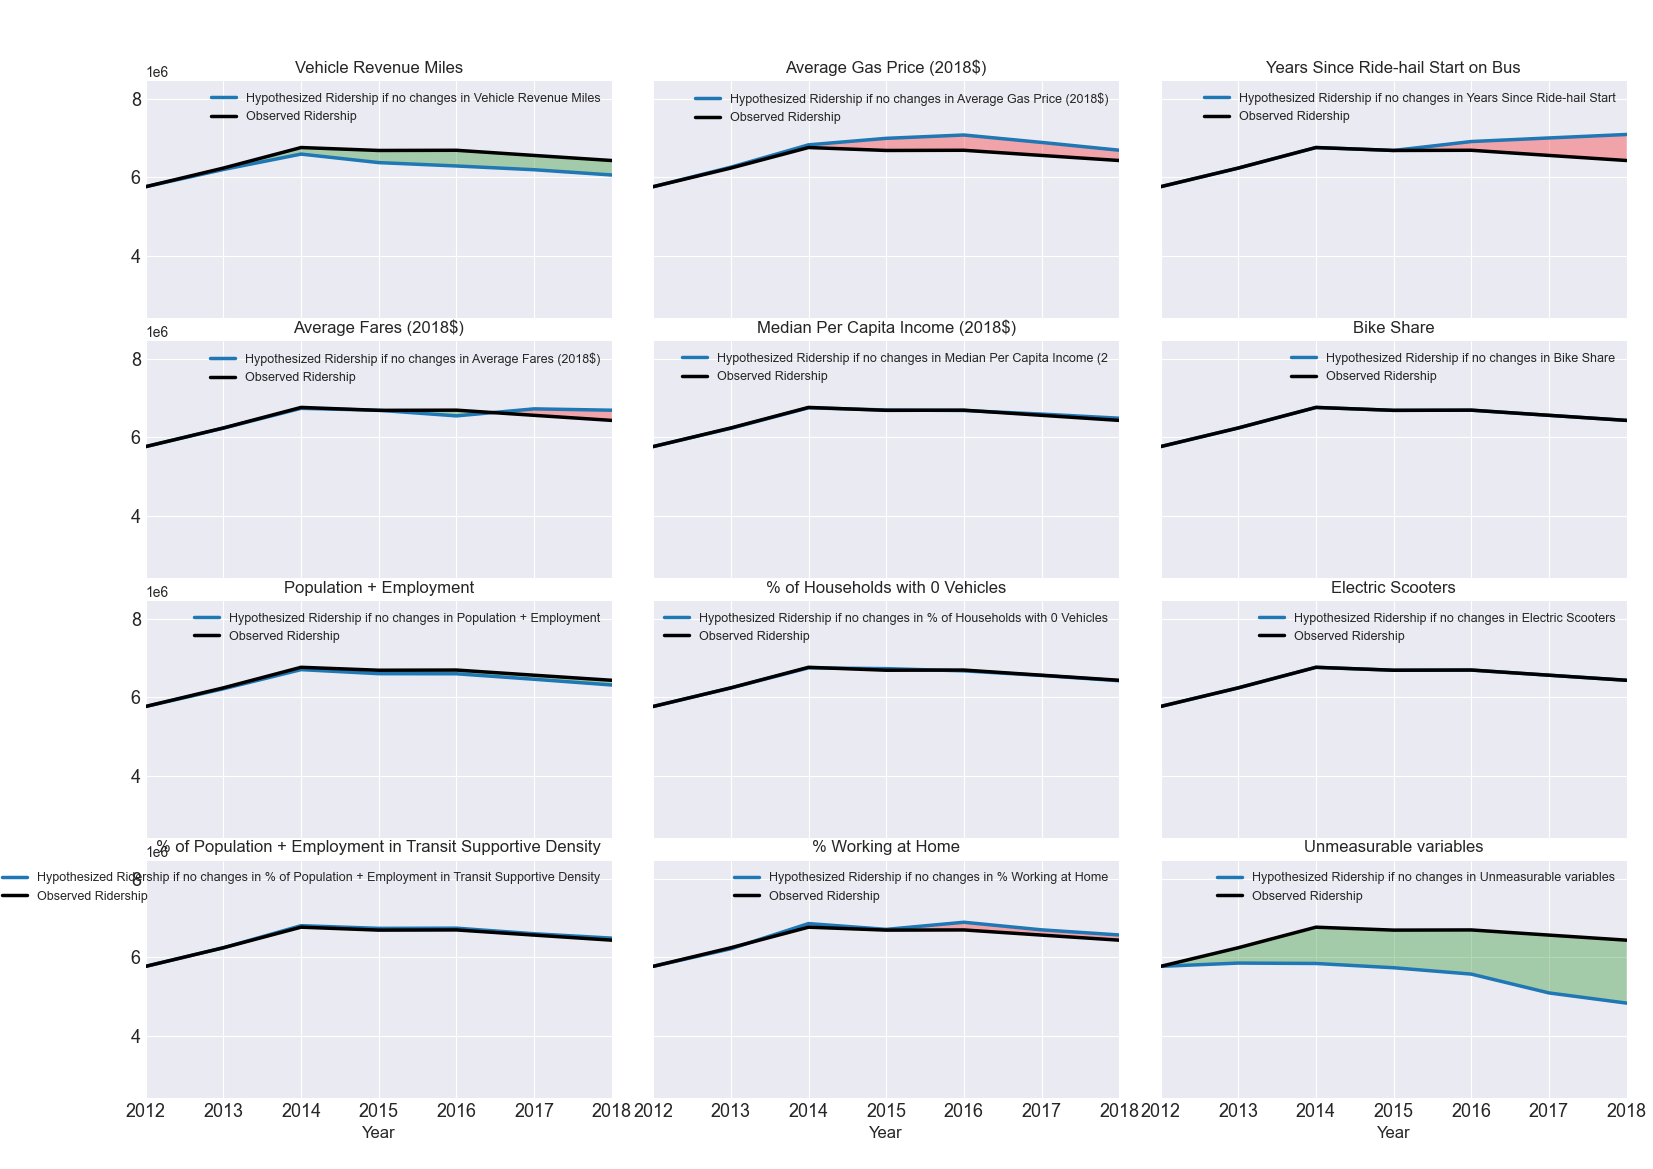 Vehicle Revenue Miles
1e6
Hypothesized Ridership if no changes in Vehicle Revenue Miles
Observed Ridership
8
6
4
Average Gas Price (2018$)
Hypothesized Ridership if no changes in Average Gas Price (2018$)
Observed Ridership
Years Since Ride-hail Start on Bus
Hypothesized Ridership if no changes in Years Since Ride-hail Start
Observed Ridership
Average Fares (2018$)
1e6
Hypothesized Ridership if no changes in Average Fares (2018$)
Observed Ridership
8
6
4
Median Per Capita Income (2018$)
Hypothesized Ridership if no changes in Median Per Capita Income (2
Observed Ridership
Bike Share
Hypothesized Ridership if no changes in Bike Share
Observed Ridership
Population + Employment
1e6
Hypothesized Ridership if no changes in Population + Employment
Observed Ridership
8
6
4
% of Households with 0 Vehicles
Hypothesized Ridership if no changes in % of Households with 0 Vehicles
Observed Ridership
Electric Scooters
Hypothesized Ridership if no changes in Electric Scooters
Observed Ridership
% of Population + Employment in Transit Supportive Density
1e6
Hypothesized Ridership if no changes in % of Population + Employment in Transit Supportive Density
Observed Ridership
8
6
4
2012 2013 2014 2015 2016 2017 2018
Year
% Working at Home
Hypothesized Ridership if no changes in % Working at Home
Observed Ridership
2012 2013 2014 2015 2016 2017 2018
Year
Unmeasurable variables
Hypothesized Ridership if no changes in Unmeasurable variables
Observed Ridership
2012 2013 2014 2015 2016 2017 2018
Year